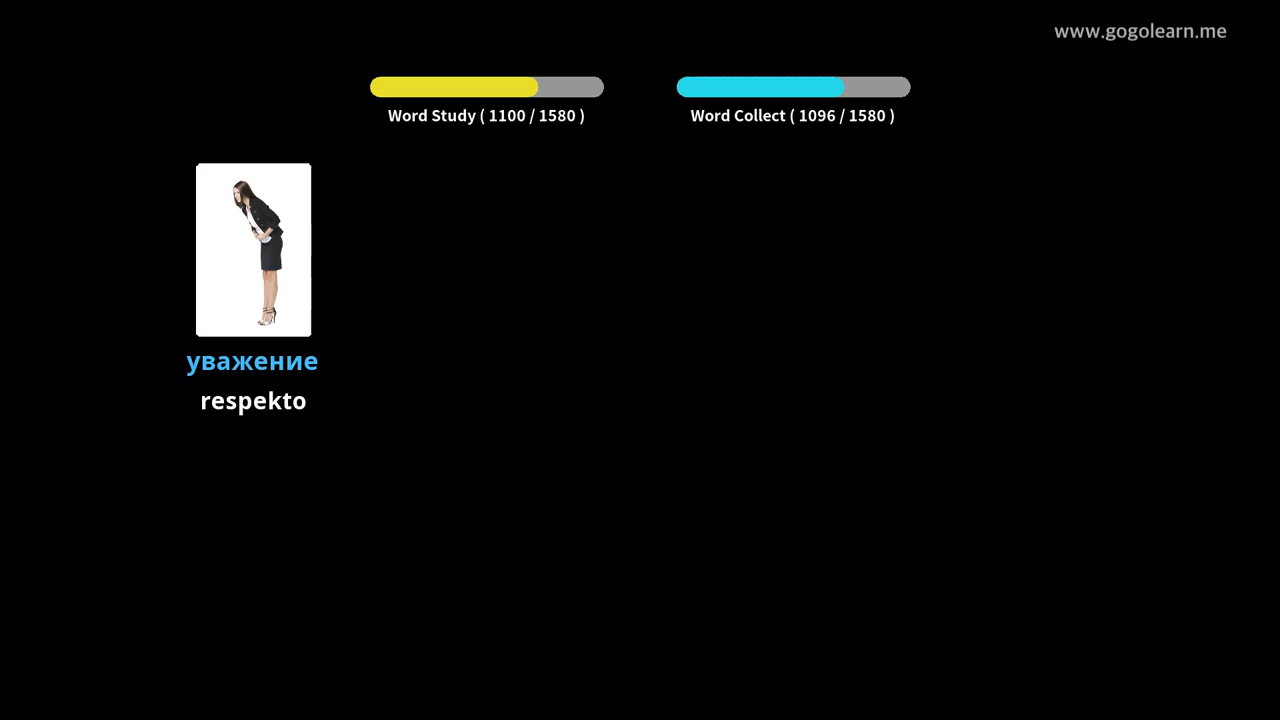 www.gogolearn.me
Word Study ( 1100 / 1580 )
Word Collect ( 1096 / 1580 )
уважение
respekto